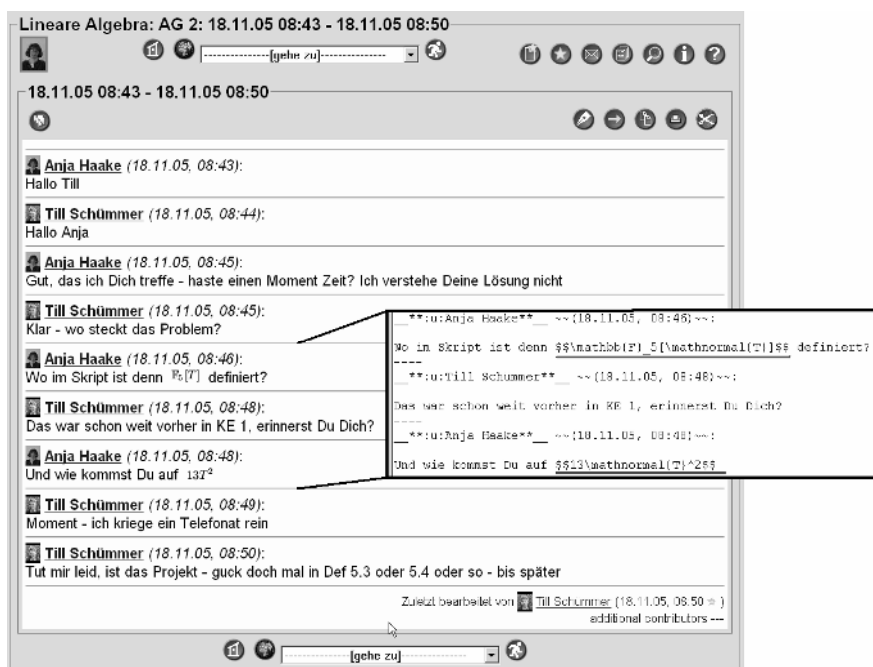 Lineare Algebra: AG 2: 18.11.05 08:43 - 18.11.05 08:50
---------------[gehe zu]---------------
18.11.05 08:43 - 18.11.05 08:50
Anja Haake (18.11.05, 08:43):
Hallo Till
Till Schümmer (18.11.05, 08:44):
Hallo Anja
Anja Haake (18.11.05, 08:45):
Gut, das ich Dich treffe - haste einen Moment Zeit? Ich verstehe Deine Lösung nicht
Till Schümmer (18.11.05, 08:45):
Klar - wo steckt das Problem?
Anja Haake (18.11.05, 08:46):
Wo im Skript ist denn 𝔽₅[T] definiert?
Till Schümmer (18.11.05, 08:48):
Das war schon weit vorher in KE 1, erinnerst Du Dich?
Anja Haake (18.11.05, 08:48):
Und wie kommst Du auf 13T²
Till Schümmer (18.11.05, 08:49):
Moment - ich kriege ein Telefonat rein
Till Schümmer (18.11.05, 08:50):
Tut mir leid, ist das Projekt - guck doch mal in Def 5.3 oder 5.4 oder so - bis später
__**:u:Anja Haake**__ ~~(18.11.05, 08:46)~~:
Wo im Skript ist denn $$\mathbb{F}_5[\mathnormal{T}]$$ definiert?
----
__**:u:Till Schummer**__ ~~(18.11.05, 08:48)~~:
Das war schon weit vorher in KE 1, erinnerst Du Dich?
----
__**:u:Anja Haake**__ ~~(18.11.05, 08:48)~~:
Und wie kommst Du auf $$13\mathnormal{T}^2$$
Zuletzt bearbeitet von Till Schummer (18.11.05, 08:50 )
additional contributors ---
---------------[gehe zu]---------------